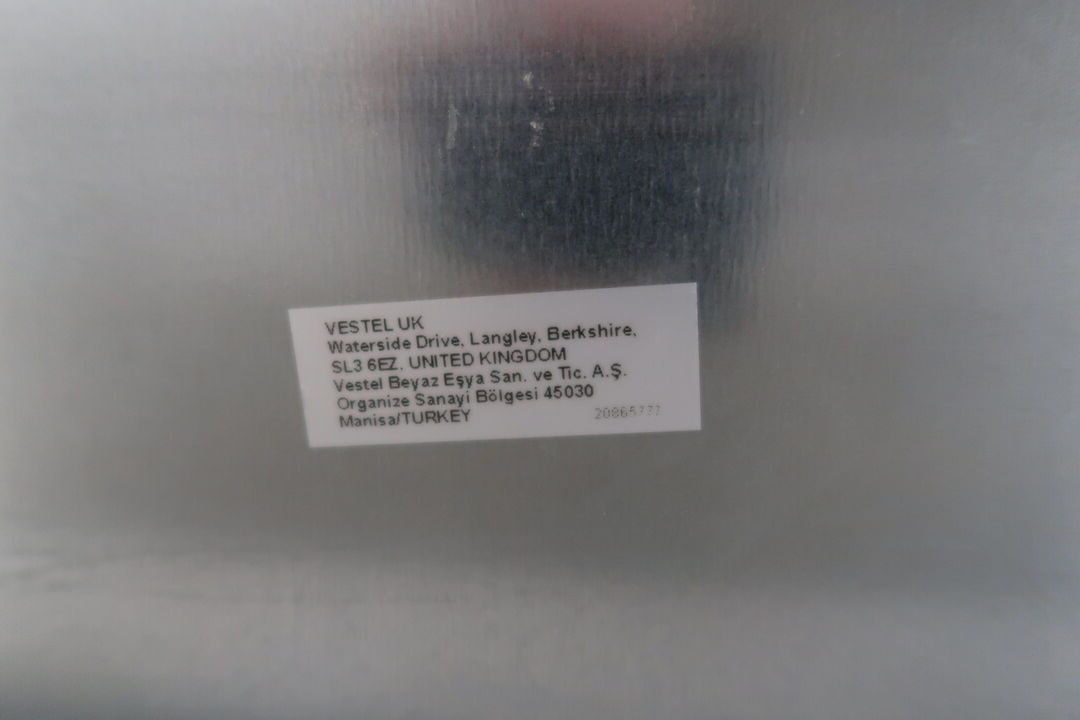 VESTEL UK
Waterside Drive, Langley, Berkshire,
SL3 6EZ, UNITED KINGDOM
Vestel Beyaz Eşya San. ve Tic. A.Ş.
Organize Sanayi Bölgesi 45030
Manisa/TURKEY